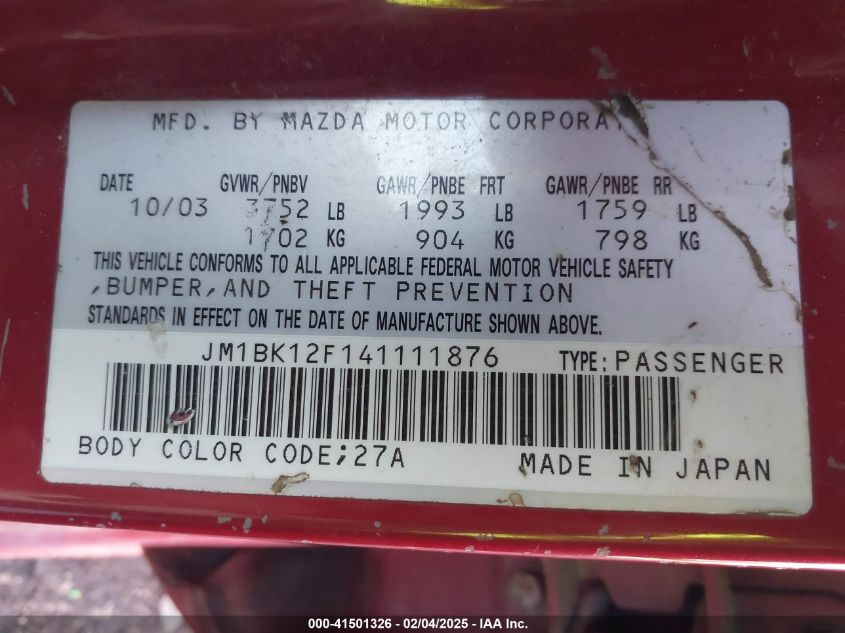 MFD. BY MAZDA MOTOR CORPORAT
DATE GVWR/PNBV GAWR/PNBE FRT GAWR/PNBE RR
10/03 3752 LB 1993 LB 1759 LB
1702 KG 904 KG 798 KG
THIS VEHICLE CONFORMS TO ALL APPLICABLE FEDERAL MOTOR VEHICLE SAFETY
,BUMPER,AND THEFT PREVENTION
STANDARDS IN EFFECT ON THE DATE OF MANUFACTURE SHOWN ABOVE.
JM1BK12F141111876 TYPE:PASSENGER
BODY COLOR CODE;27A MADE IN JAPAN
000-41501326 - 02/04/2025 - IAA Inc.